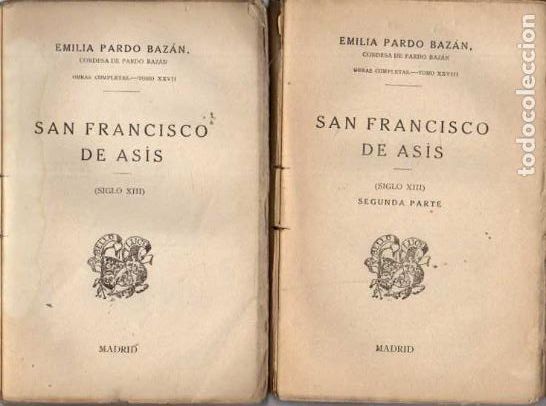 EMILIA PARDO BAZÁN,
CONDESA DE PARDO BAZÁN
OBRAS COMPLETAS.—TOMO XXVII
SAN FRANCISCO
DE ASÍS
(SIGLO XIII)
MADRID
EMILIA PARDO BAZÁN,
CONDESA DE PARDO BAZÁN
OBRAS COMPLETAS.—TOMO XXVIII
SAN FRANCISCO
DE ASÍS
(SIGLO XIII)
SEGUNDA PARTE
MADRID
todocoleccion